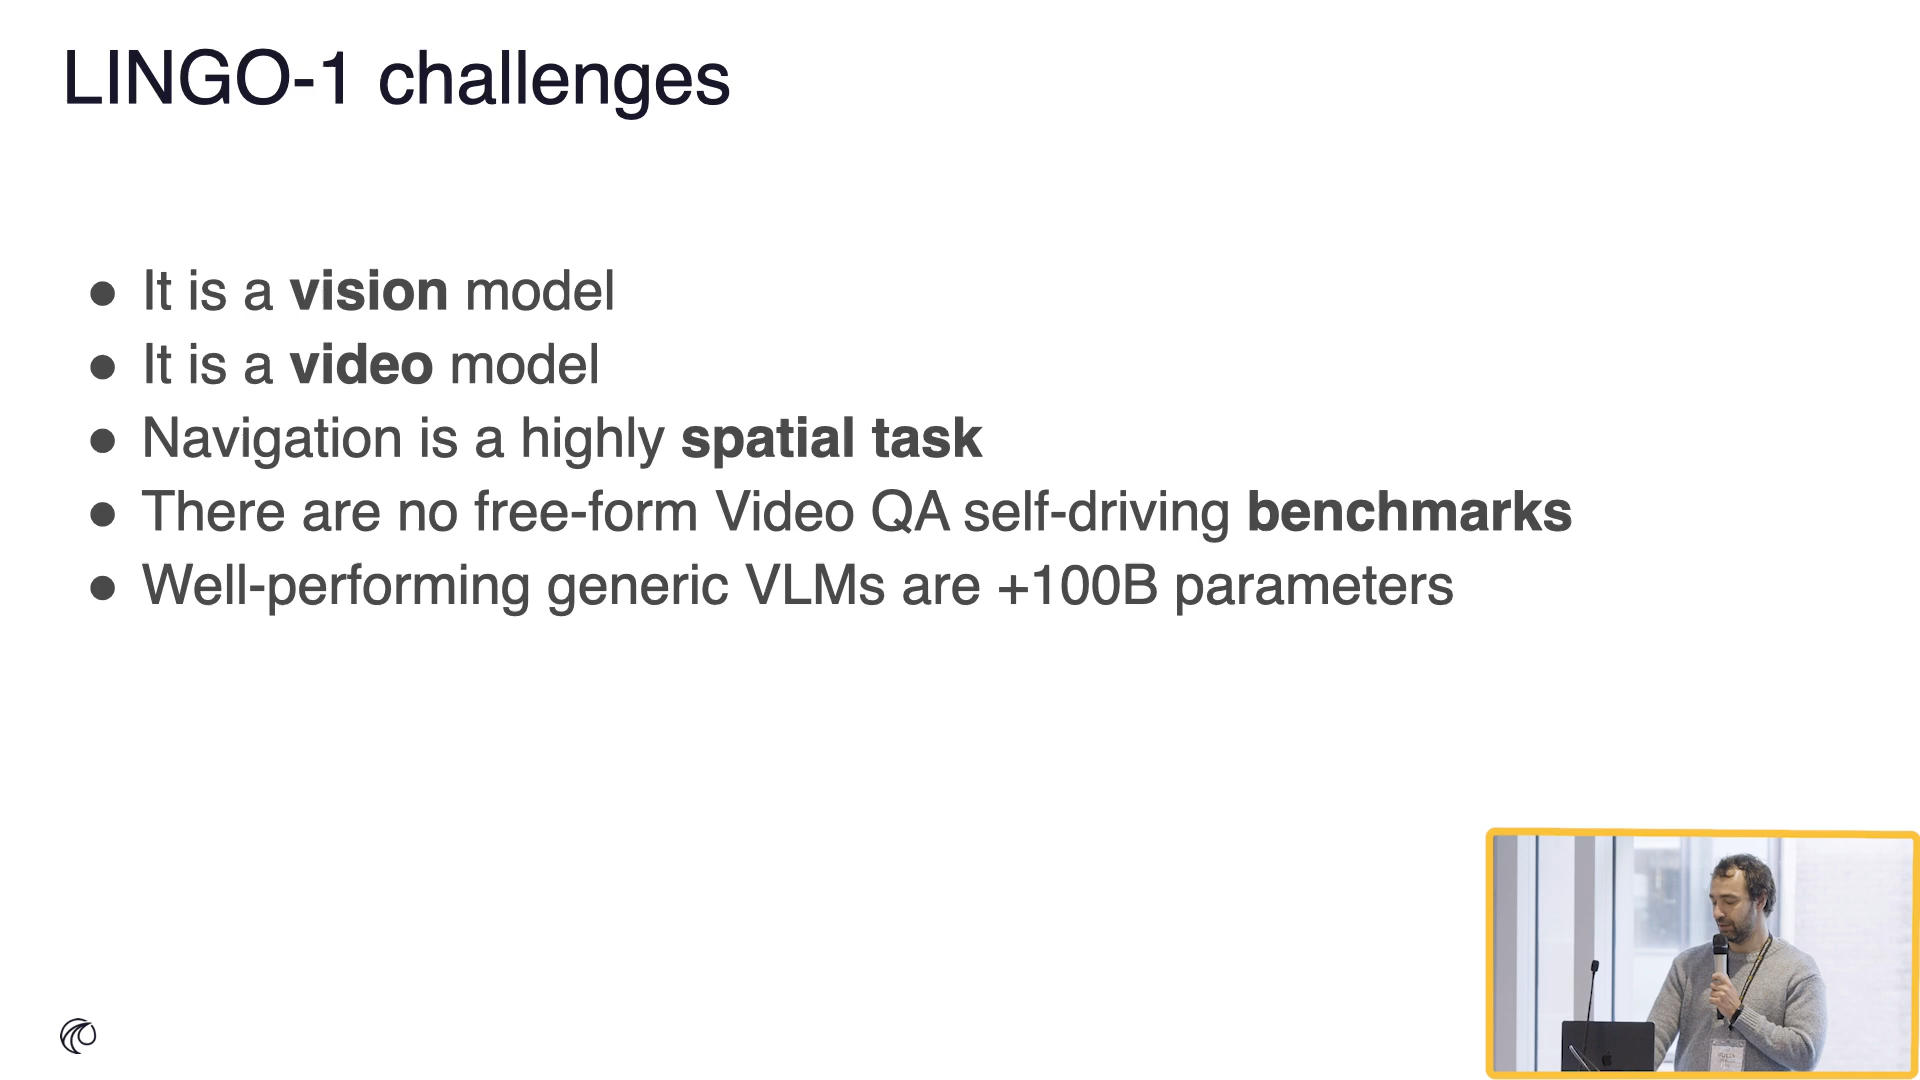 LINGO-1 challenges
● It is a vision model
● It is a video model
● Navigation is a highly spatial task
● There are no free-form Video QA self-driving benchmarks
● Well-performing generic VLMs are +100B parameters